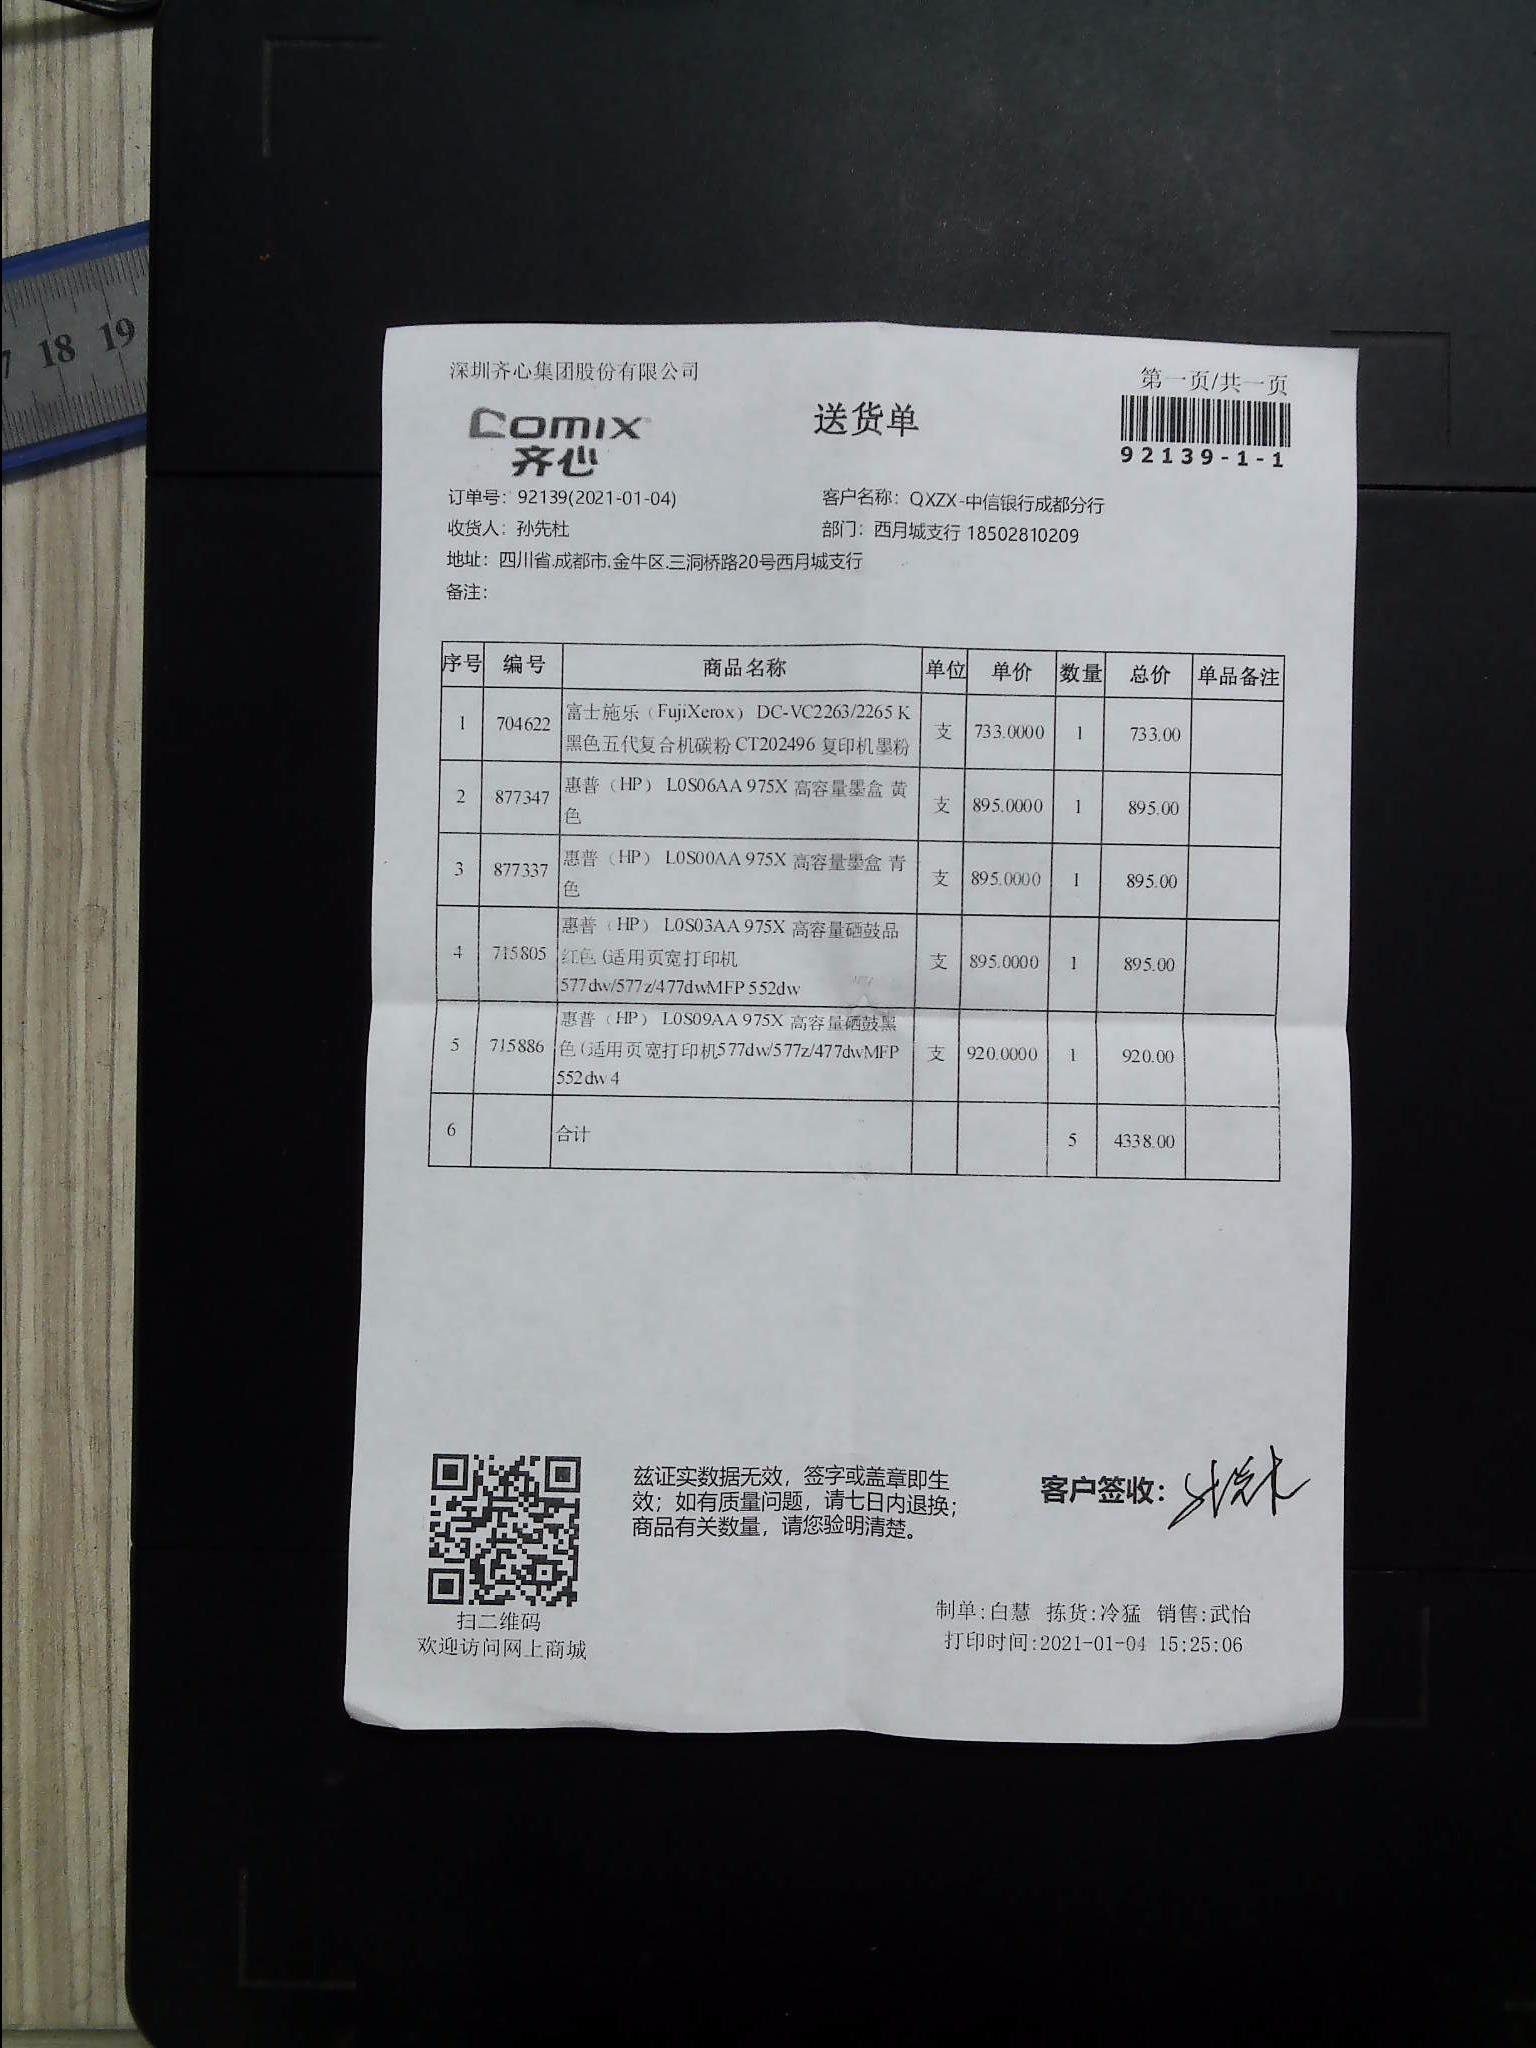 7 18 19
深圳齐心集团股份有限公司
第一页/共一页
comix
齐心
送货单
92139-1-1
订单号：92139(2021-01-04)
客户名称：QXZX-中信银行成都分行
收货人：孙先杜
部门：西月城支行 18502810209
地址：四川省.成都市.金牛区.三洞桥路20号西月城支行
备注：
序号 编号 商品名称 单位 单价 数量 总价 单品备注
1 704622 富士施乐（FujiXerox） DC-VC2263/2265 K
黑色五代复合机碳粉 CT202496 复印机墨粉 支 733.0000 1 733.00
2 877347 惠普（HP） L0S06AA 975X 高容量墨盒 黄
色 支 895.0000 1 895.00
3 877337 惠普（HP） L0S00AA 975X 高容量墨盒 青
色 支 895.0000 1 895.00
4 715805 惠普（HP） L0S03AA 975X 高容量硒鼓品
红色 (适用页宽打印机
577dw/577z/477dwMFP 552dw 支 895.0000 1 895.00
5 715886 惠普（HP） L0S09AA 975X 高容量硒鼓黑
色 (适用页宽打印机577dw/577z/477dwMFP
552dw 4 支 920.0000 1 920.00
6 合计 5 4338.00
兹证实数据无效，签字或盖章即生
效；如有质量问题，请七日内退换；
商品有关数量，请您验明清楚。
客户签收：
扫二维码
欢迎访问网上商城
制单:白慧 拣货:冷猛 销售:武怡
打印时间:2021-01-04 15:25:06